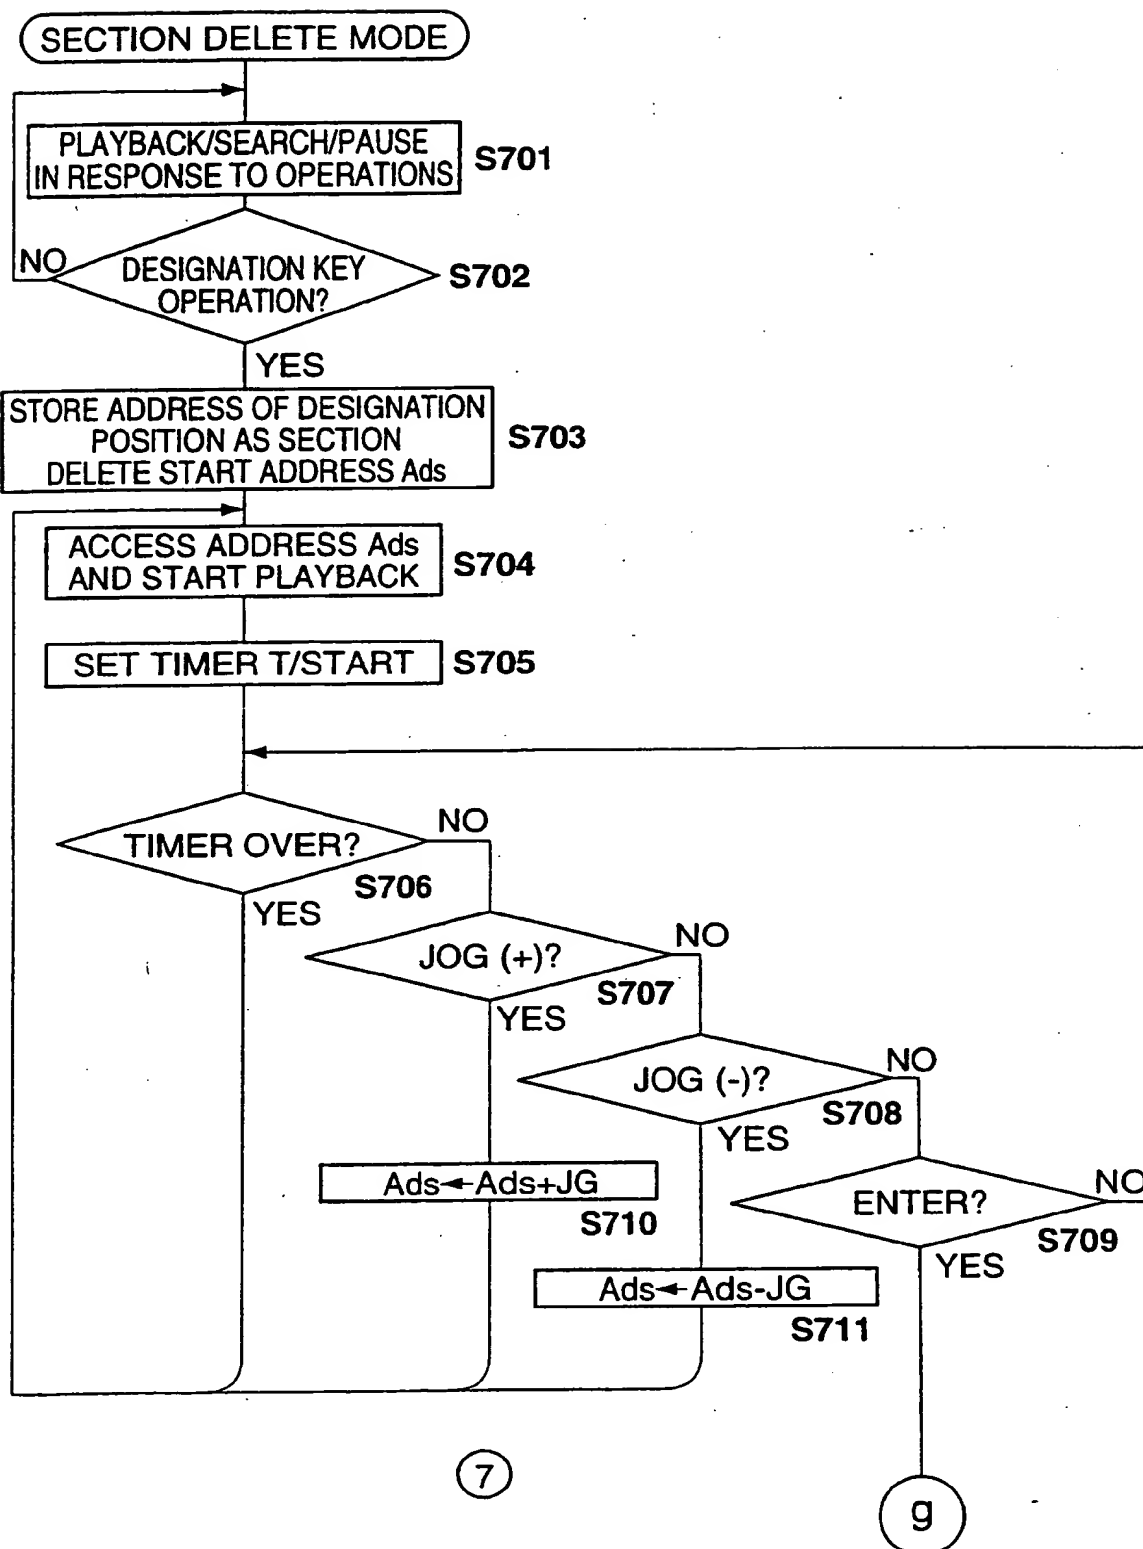 SECTION DELETE MODE
PLAYBACK/SEARCH/PAUSE
IN RESPONSE TO OPERATIONS
S701
NO
DESIGNATION KEY
OPERATION?
S702
YES
STORE ADDRESS OF DESIGNATION
POSITION AS SECTION
DELETE START ADDRESS Ads
S703
ACCESS ADDRESS Ads
AND START PLAYBACK
S704
SET TIMER T/START
S705
TIMER OVER?
NO
S706
YES
JOG (+)?
NO
S707
YES
JOG (-)?
NO
S708
YES
Ads←Ads+JG
S710
ENTER?
NO
S709
YES
Ads←Ads-JG
S711
7
g